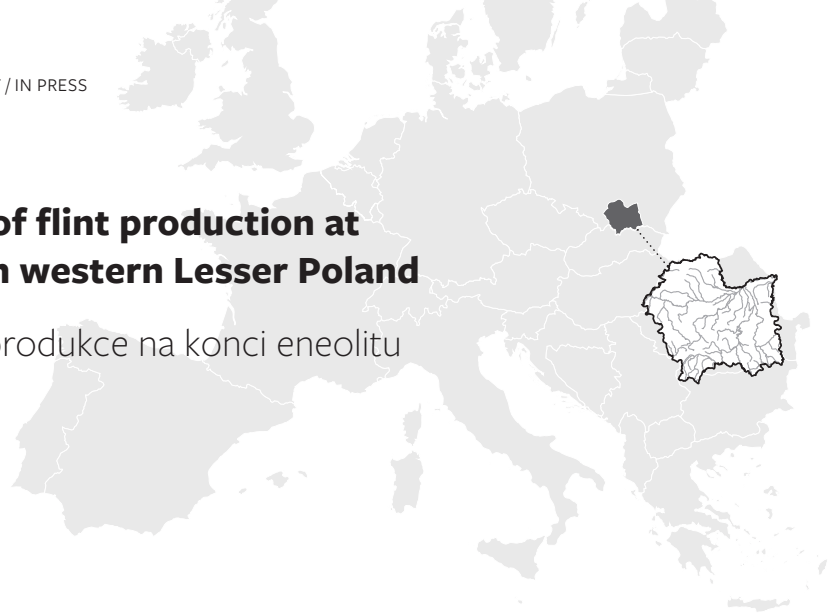 / IN PRESS
of flint production at
western Lesser Poland
produkce na konci eneolitu